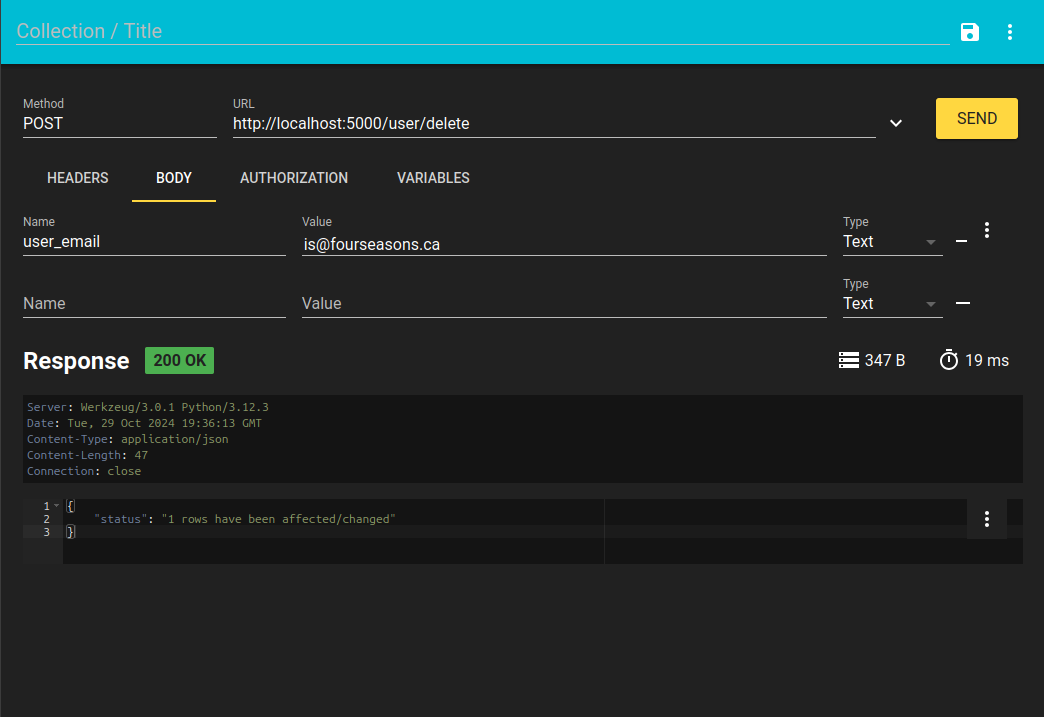 Collection / Title
Method
POST
URL
http://localhost:5000/user/delete
SEND
HEADERS BODY AUTHORIZATION VARIABLES
Name Value Type
user_email is@fourseasons.ca Text
Type
Name Value Text
Response 200 OK 347 B 19 ms
Server: Werkzeug/3.0.1 Python/3.12.3
Date: Tue, 29 Oct 2024 19:36:13 GMT
Content-Type: application/json
Content-Length: 47
Connection: close
1 {
2 "status": "1 rows have been affected/changed"
3 }